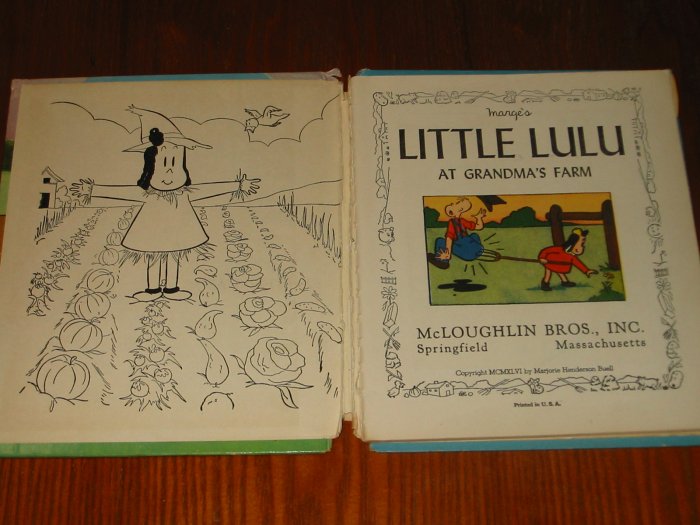 Marge's
LITTLE LULU
AT GRANDMA'S FARM
McLOUGHLIN BROS., INC.
Springfield Massachusetts
Copyright MCMXLVI by Marjorie Henderson Buell
Printed in U. S. A.